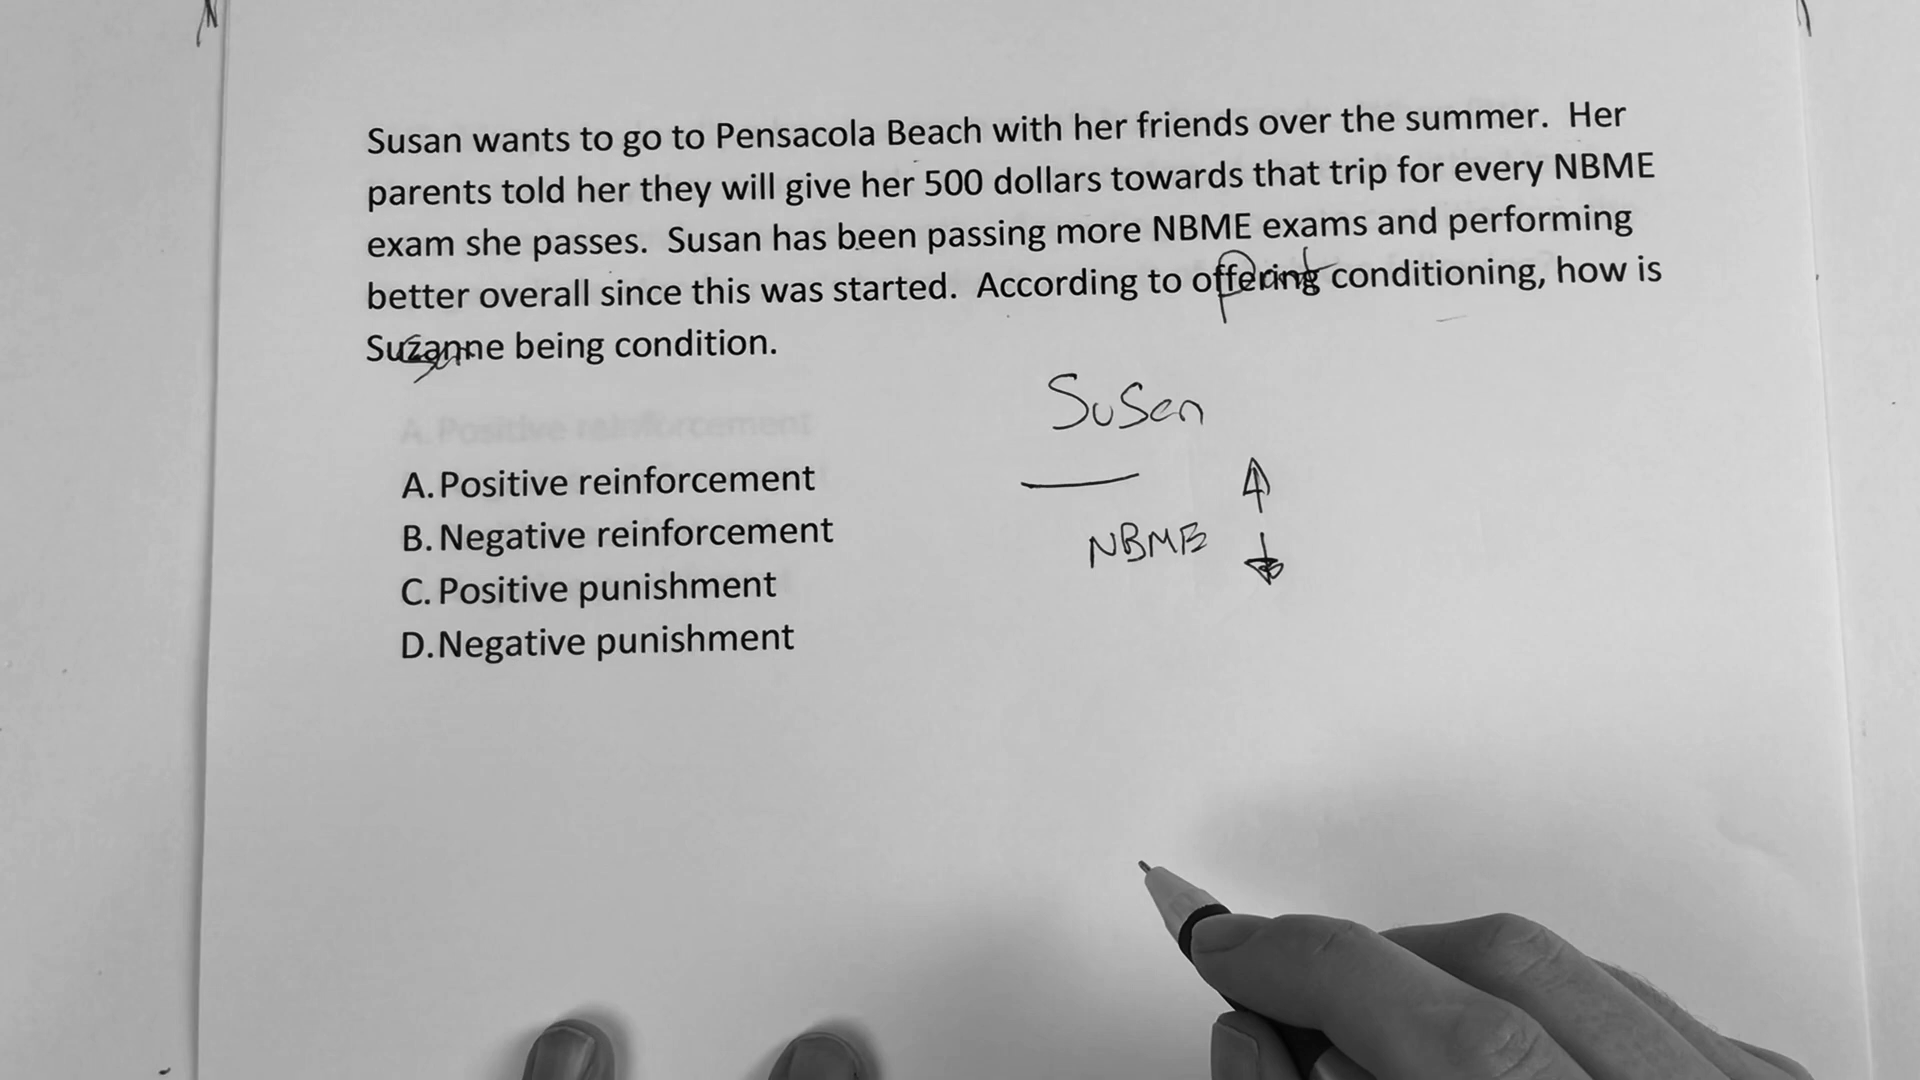 Susan wants to go to Pensacola Beach with her friends over the summer. Her
parents told her they will give her 500 dollars towards that trip for every NBME
exam she passes. Susan has been passing more NBME exams and performing
better overall since this was started. According to offering conditioning, how is
Suzanne being condition.
A. Positive reinforcement
Susan
A. Positive reinforcement
B. Negative reinforcement
NBME
C. Positive punishment
D. Negative punishment